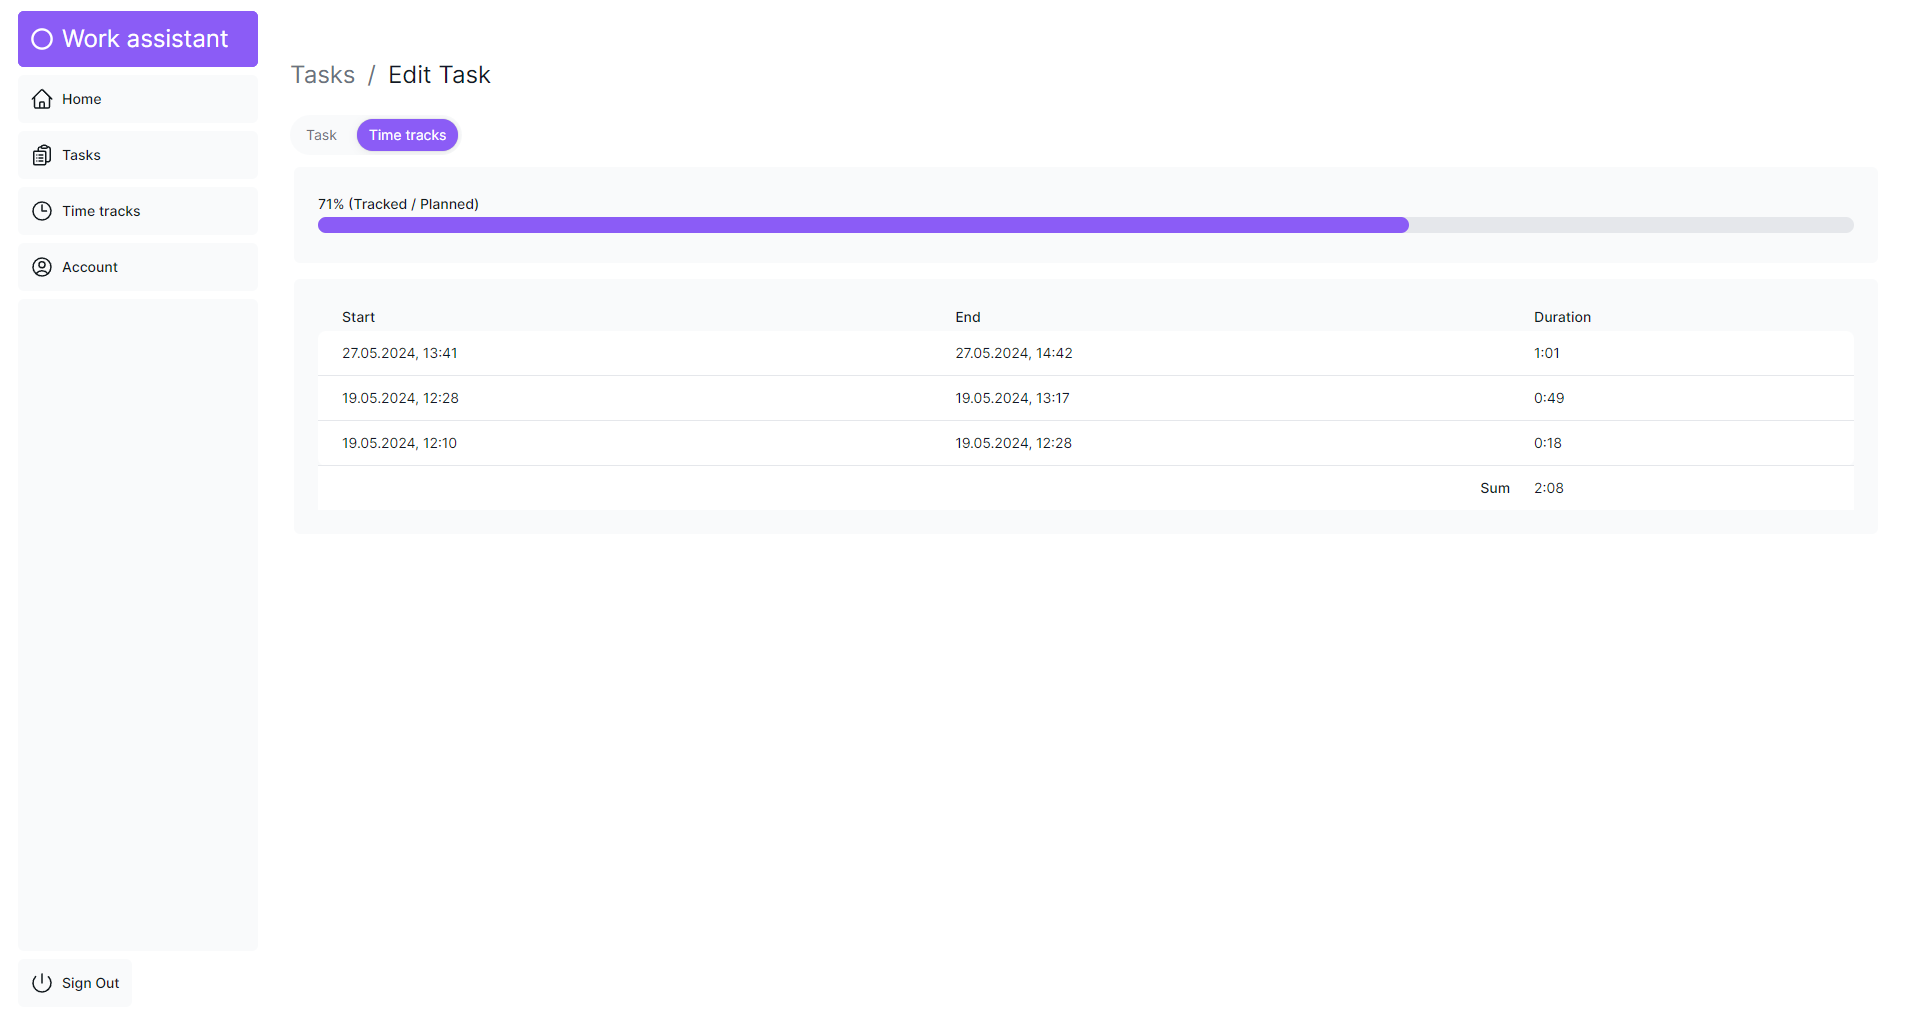 Work assistant
Home
Tasks
Time tracks
Account
Sign Out
Tasks / Edit Task
Task Time tracks
71% (Tracked / Planned)
Start End Duration
27.05.2024, 13:41 27.05.2024, 14:42 1:01
19.05.2024, 12:28 19.05.2024, 13:17 0:49
19.05.2024, 12:10 19.05.2024, 12:28 0:18
Sum 2:08